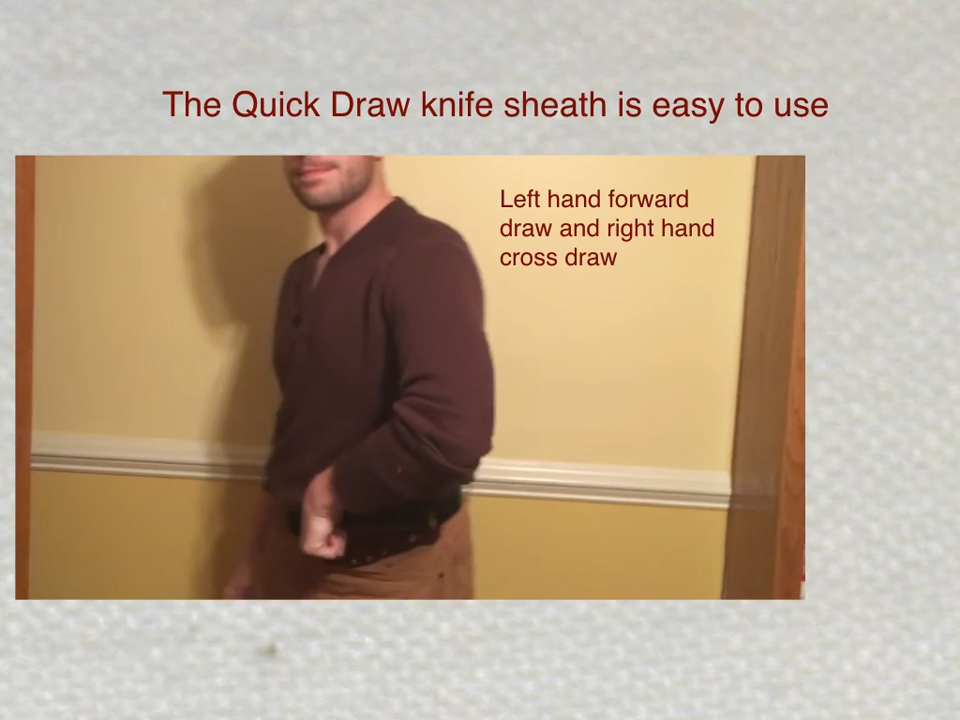 The Quick Draw knife sheath is easy to use
Left hand forward
draw and right hand
cross draw